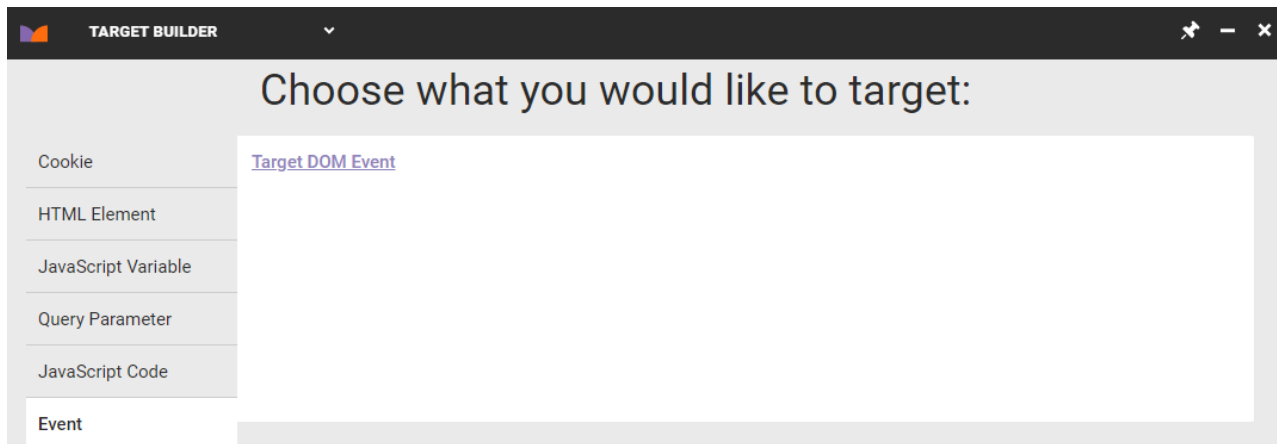 TARGET BUILDER
Choose what you would like to target:
Cookie
Target DOM Event
HTML Element
JavaScript Variable
Query Parameter
JavaScript Code
Event